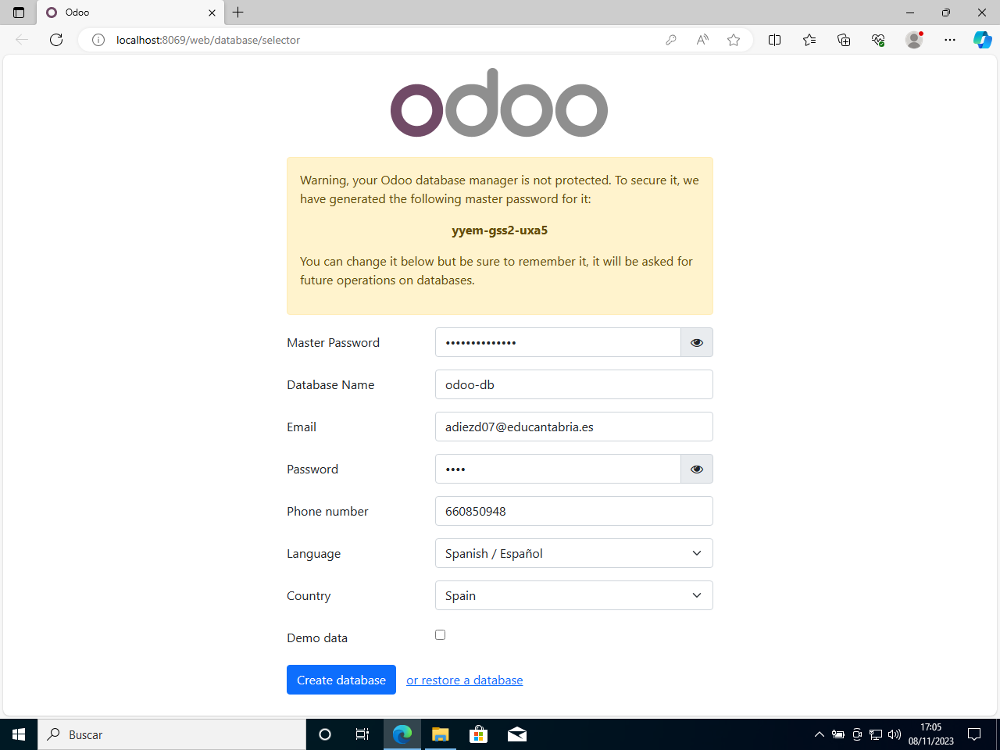 Odoo
localhost:8069/web/database/selector
odoo
Warning, your Odoo database manager is not protected. To secure it, we
have generated the following master password for it:
yyem-gss2-uxa5
You can change it below but be sure to remember it, it will be asked for
future operations on databases.
Master Password ••••••••••••••
Database Name odoo-db
Email adiezd07@educantabria.es
Password ••••
Phone number 660850948
Language Spanish / Español
Country Spain
Demo data
Create database or restore a database
Buscar
17:05
08/11/2023